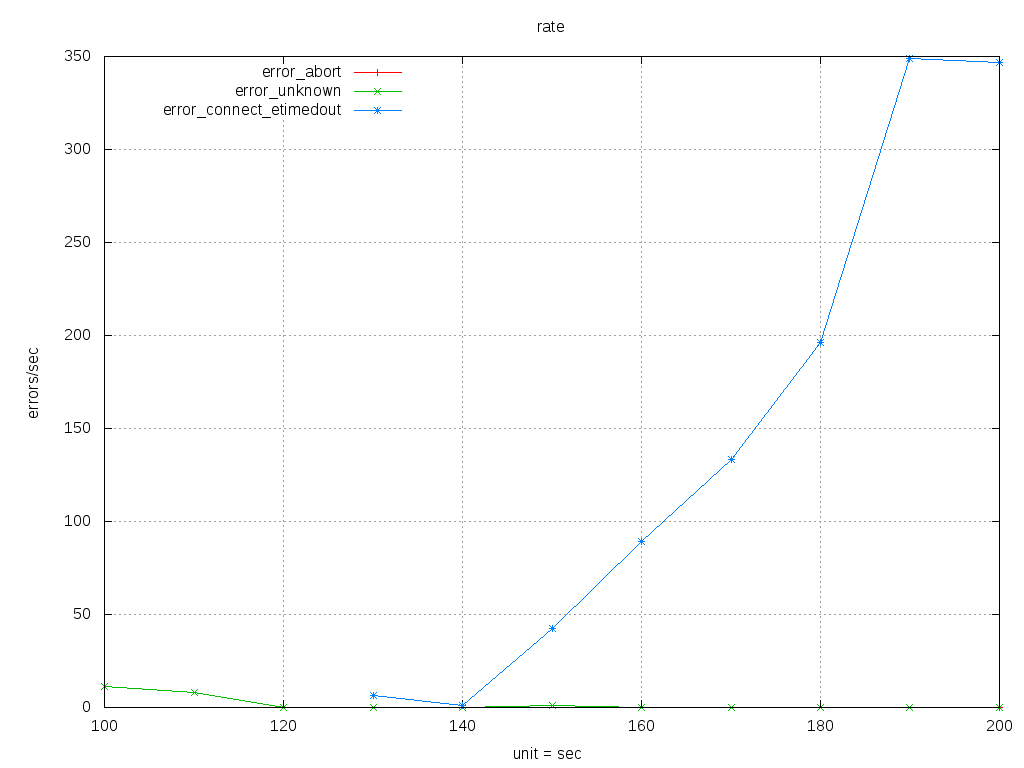 rate
350
300
250
200
150
100
50
0
error_abort
error_unknown
error_connect_etimedout
errors/sec
100 120 140 160 180 200
unit = sec